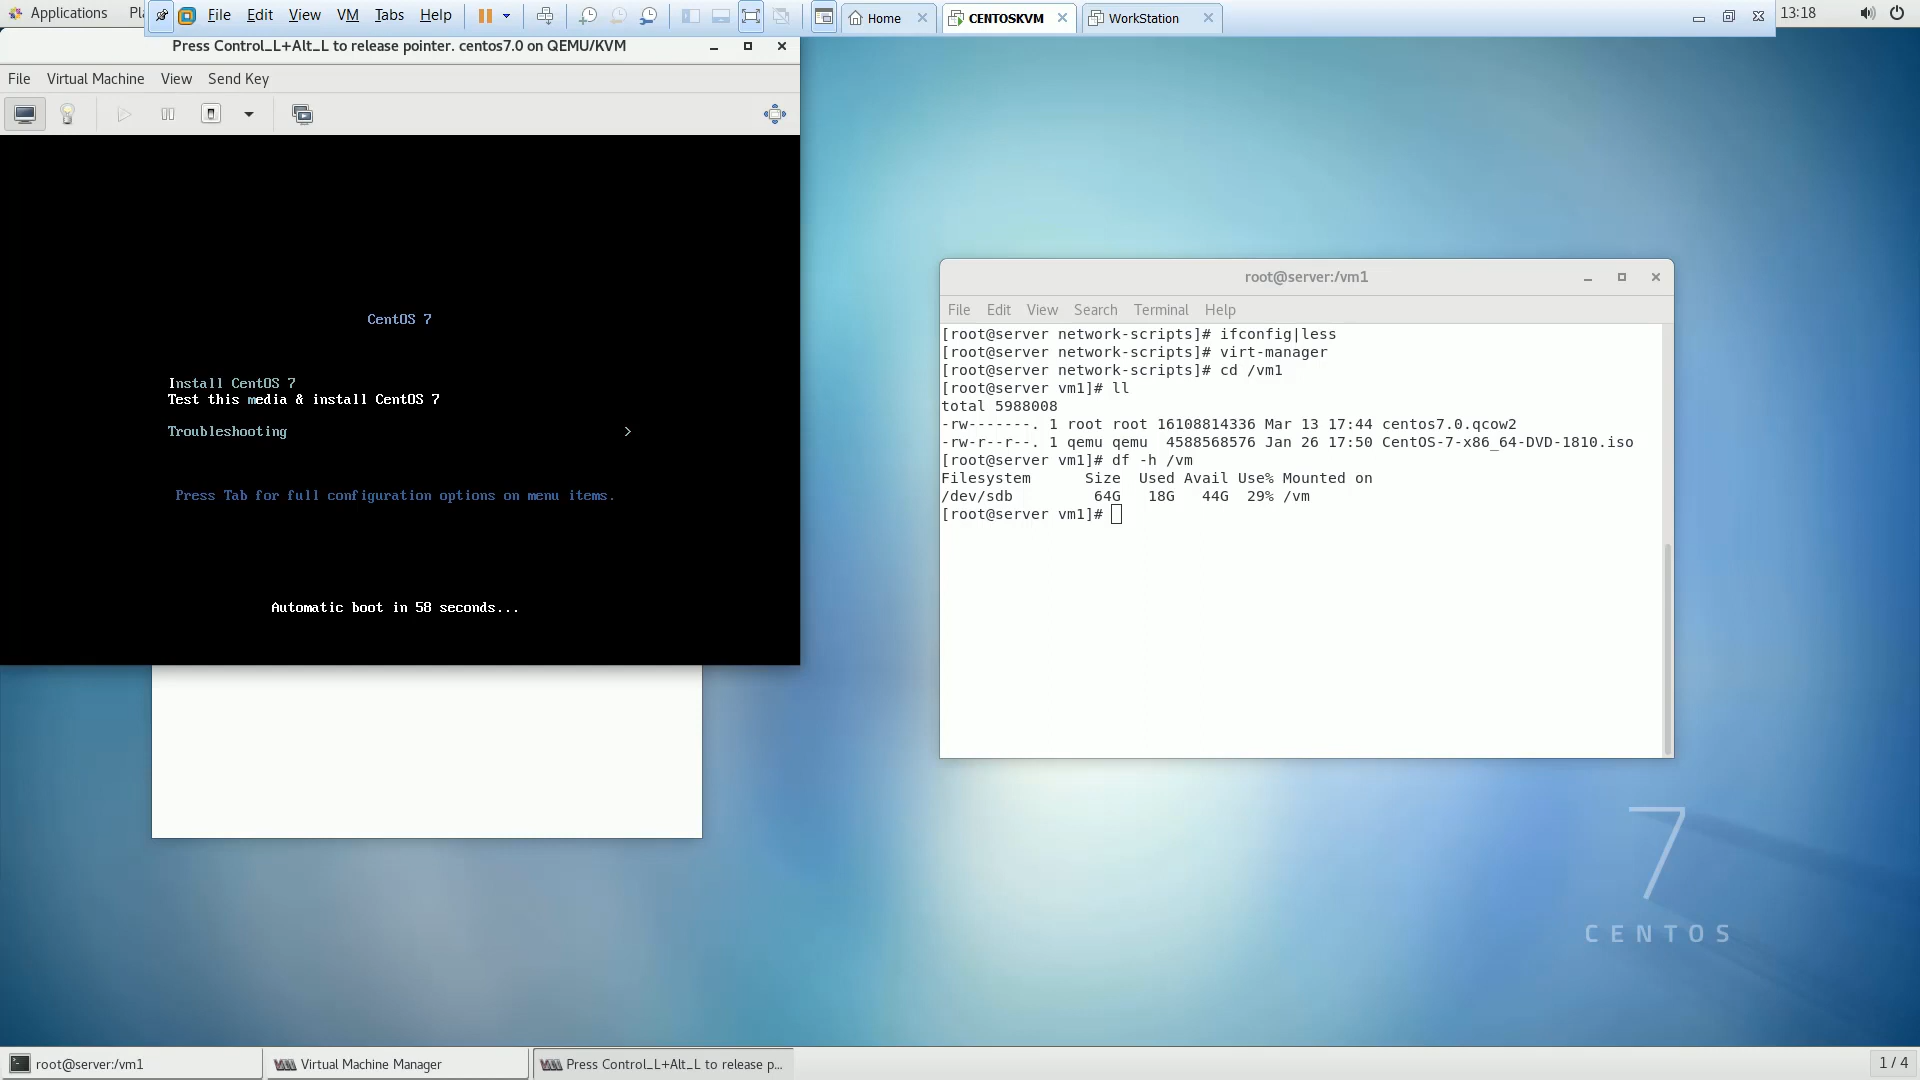 Applications
Pl
File Edit View VM Tabs Help
Home
CENTOSKVM
WorkStation
13:18
Press Control_L+Alt_L to release pointer. centos7.0 on QEMU/KVM
File Virtual Machine View Send Key
CentOS 7
Install CentOS 7
Test this media & install CentOS 7
Troubleshooting >
Press Tab for full configuration options on menu items.
Automatic boot in 58 seconds...
root@server:/vm1
File Edit View Search Terminal Help
[root@server network-scripts]# ifconfig|less
[root@server network-scripts]# virt-manager
[root@server network-scripts]# cd /vm1
[root@server vm1]# ll
total 5988008
-rw-------. 1 root root 16108814336 Mar 13 17:44 centos7.0.qcow2
-rw-r--r--. 1 qemu qemu  4588568576 Jan 26 17:50 CentOS-7-x86_64-DVD-1810.iso
[root@server vm1]# df -h /vm
Filesystem      Size  Used Avail Use% Mounted on
/dev/sdb         64G   18G   44G  29% /vm
[root@server vm1]#
7
CENTOS
root@server:/vm1
Virtual Machine Manager
Press Control_L+Alt_L to release p...
1 / 4